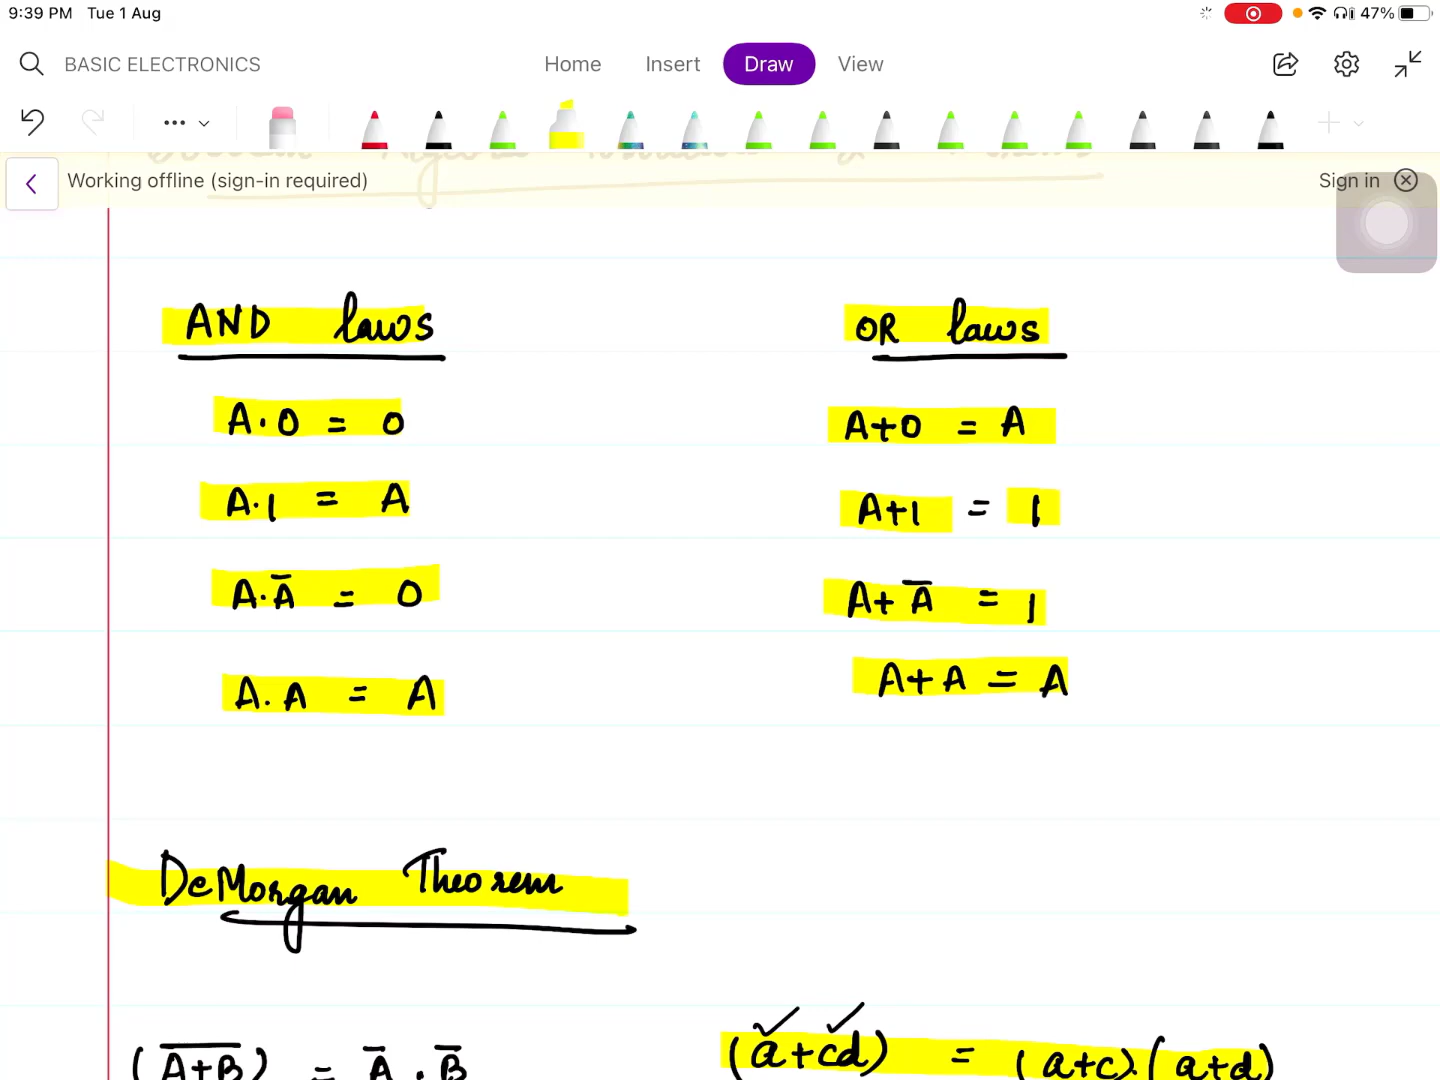 9:39 PM Tue 1 Aug 47%
BASIC ELECTRONICS Home Insert Draw View
Working offline (sign-in required) Sign in
AND laws
A·0 = 0
A·1 = A
A·A̅ = 0
A·A = A
OR laws
A+0 = A
A+1 = 1
A+A̅ = 1
A+A = A
DeMorgan Theorem
(A̅+̅B̅) = A̅ . B̅
(a+cd) = (a+c).(a+d)